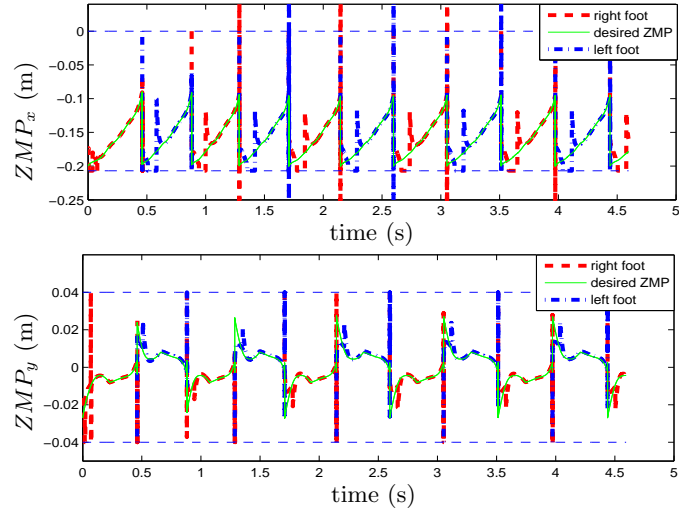 right foot
desired ZMP
left foot
0
−0.05
−0.1
−0.15
−0.2
−0.25
ZMP_x (m)
0 0.5 1 1.5 2 2.5 3 3.5 4 4.5 5
time (s)
right foot
desired ZMP
left foot
0.04
0.02
0
−0.02
−0.04
ZMP_y (m)
0 0.5 1 1.5 2 2.5 3 3.5 4 4.5 5
time (s)